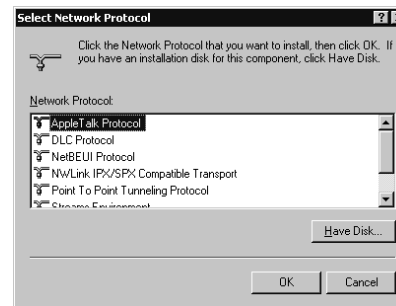 Select Network Protocol
Click the Network Protocol that you want to install, then click OK. If
you have an installation disk for this component, click Have Disk.
Network Protocol:
AppleTalk Protocol
DLC Protocol
NetBEUI Protocol
NWLink IPX/SPX Compatible Transport
Point To Point Tunneling Protocol
Streams Environment
Have Disk...
OK Cancel